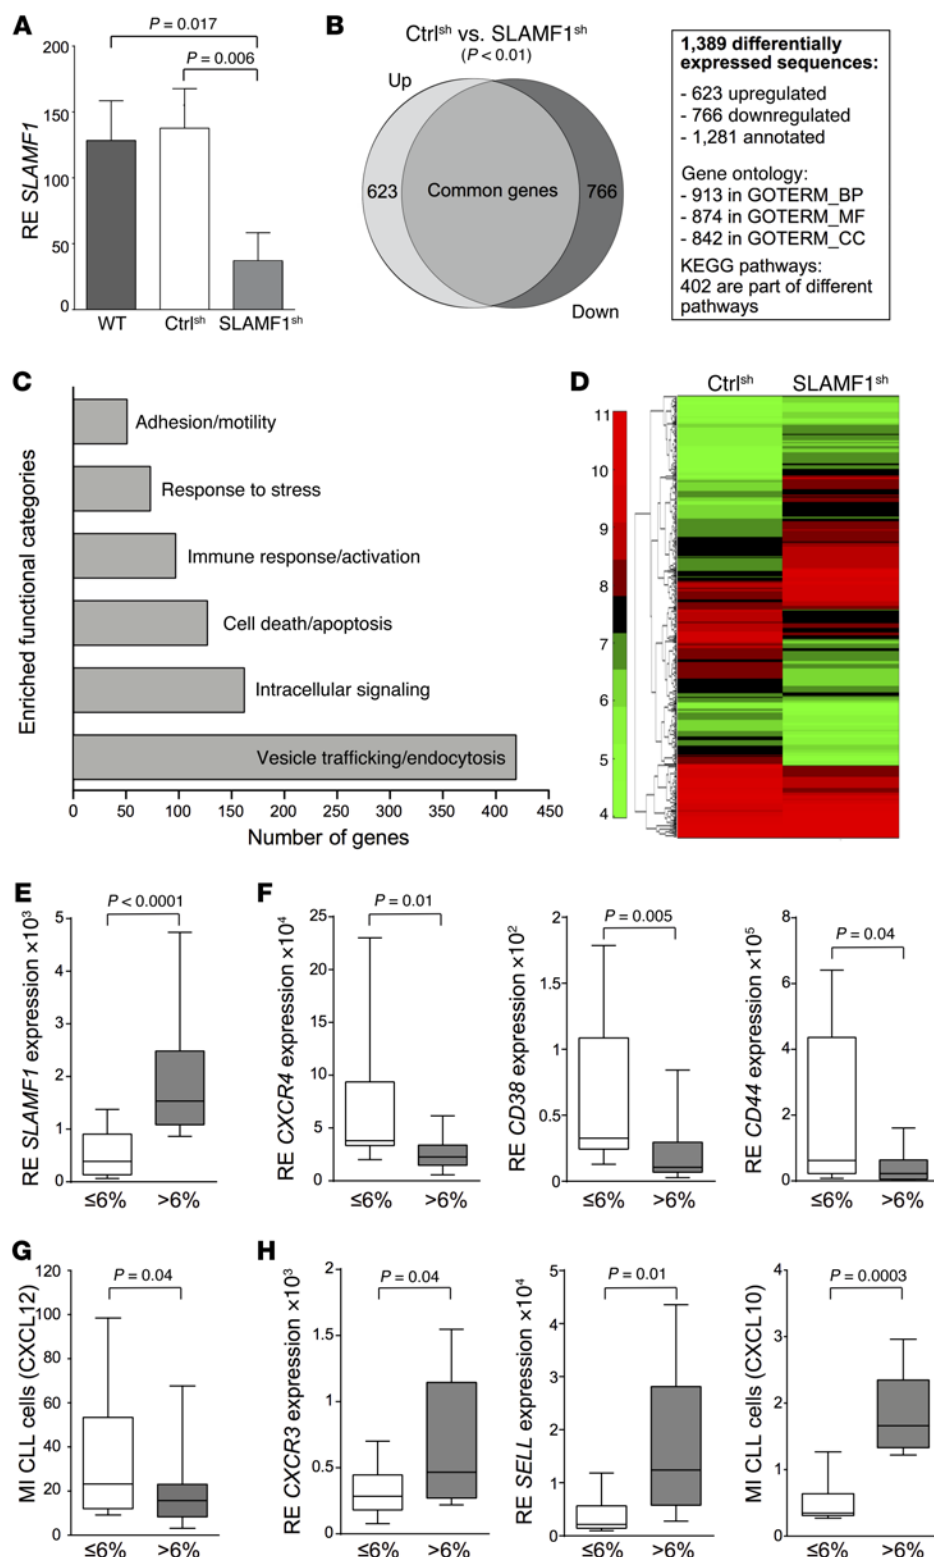 A
P = 0.017
P = 0.006
RE SLAMF1
200
150
100
50
0
WT
Ctrlsh
SLAMF1sh
B
Ctrlsh vs. SLAMF1sh
(P < 0.01)
Up
623
Common genes
766
Down
1,389 differentially
expressed sequences:
- 623 upregulated
- 766 downregulated
- 1,281 annotated
Gene ontology:
- 913 in GOTERM_BP
- 874 in GOTERM_MF
- 842 in GOTERM_CC
KEGG pathways:
402 are part of different
pathways
C
Enriched functional categories
Adhesion/motility
Response to stress
Immune response/activation
Cell death/apoptosis
Intracellular signaling
Vesicle trafficking/endocytosis
0 50 100 150 200 250 300 350 400 450
Number of genes
D
Ctrlsh
SLAMF1sh
11
10
9
8
7
6
5
4
E
P < 0.0001
RE SLAMF1 expression ×10³
5
4
3
2
1
0
≤6% >6%
F
P = 0.01
RE CXCR4 expression ×10⁴
25
20
15
10
5
0
≤6% >6%
P = 0.005
RE CD38 expression ×10²
2
1.5
1
0.5
0
≤6% >6%
P = 0.04
RE CD44 expression ×10⁵
8
6
4
2
0
≤6% >6%
G
P = 0.04
MI CLL cells (CXCL12)
120
100
80
60
40
20
0
≤6% >6%
H
P = 0.04
RE CXCR3 expression ×10³
2
1.5
1
0.5
0
≤6% >6%
P = 0.01
RE SELL expression ×10⁴
5
4
3
2
1
0
≤6% >6%
P = 0.0003
MI CLL cells (CXCL10)
4
3
2
1
0
≤6% >6%